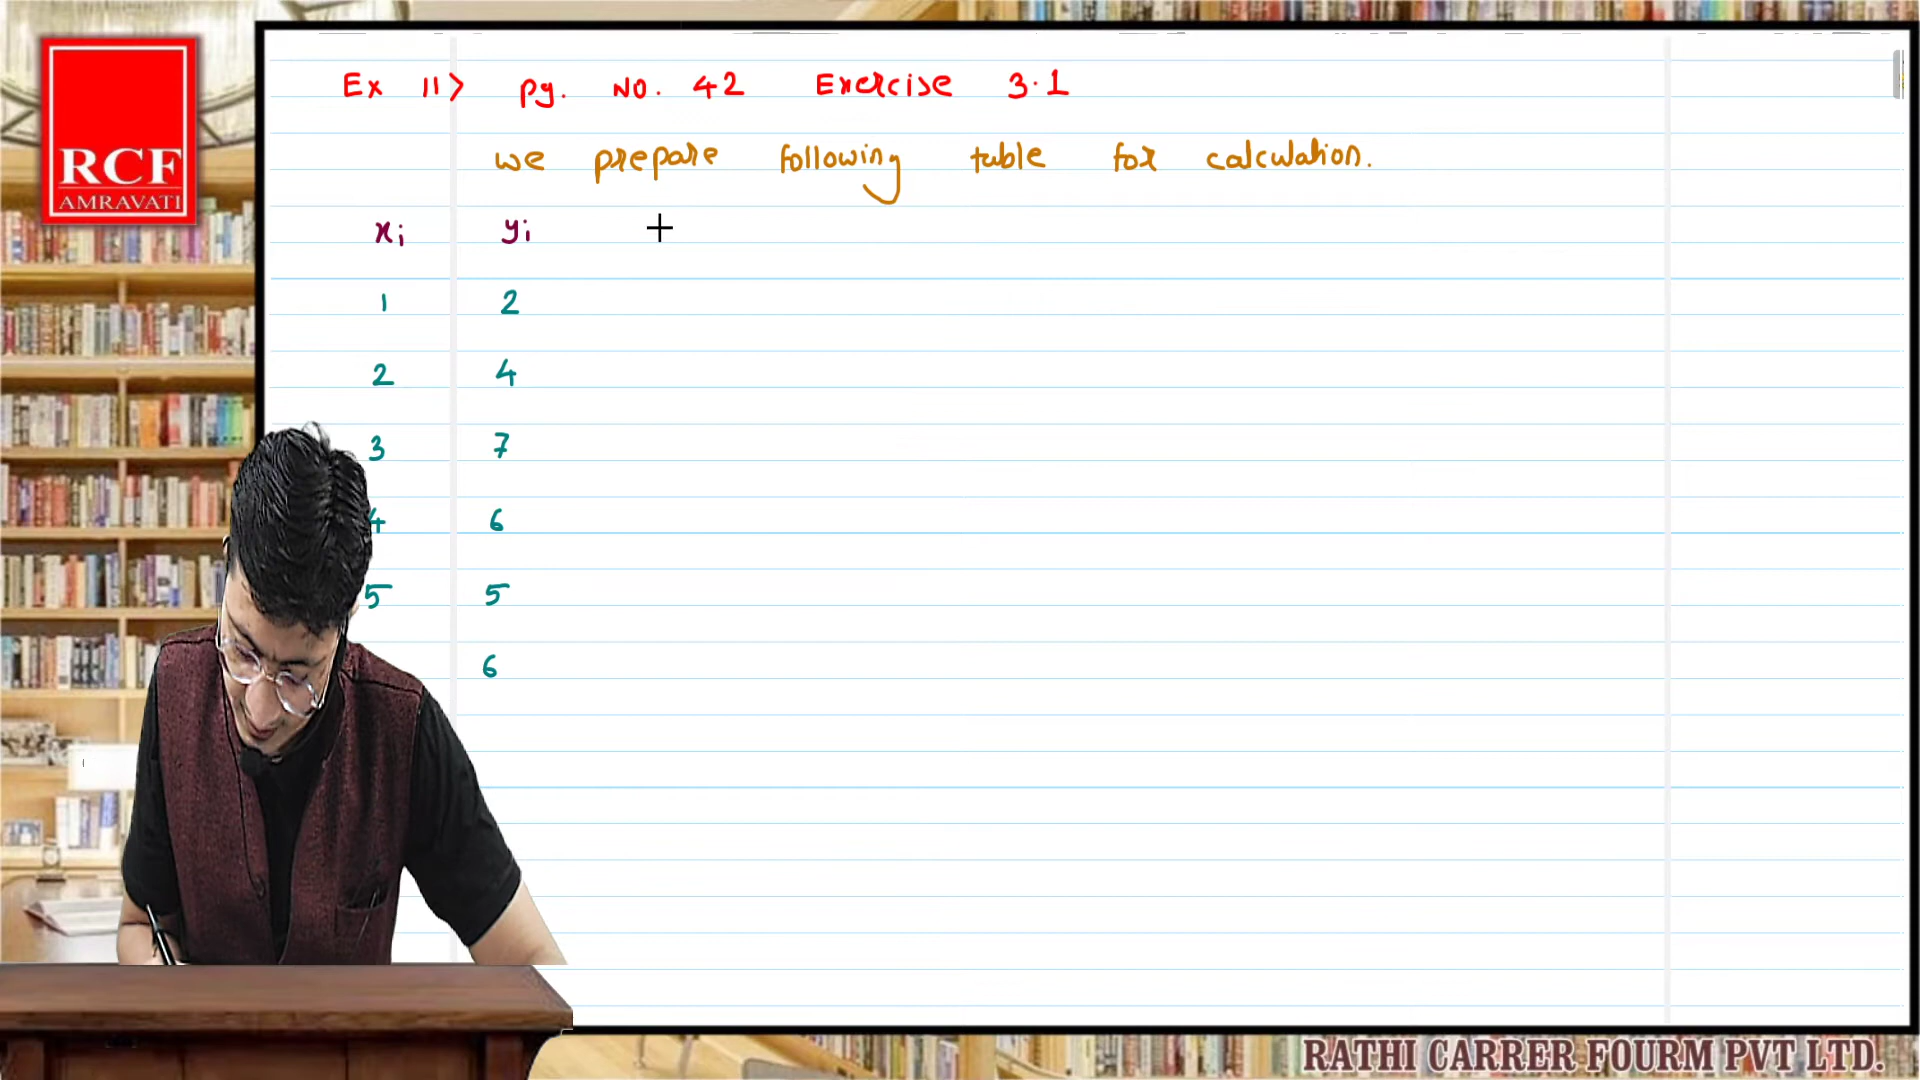 RCF
AMRAVATI
Ex 11> pg. No. 42 Exercise 3.1
we prepare following table for calculation.
xi yi
1 2
2 4
3 7
4 6
5 5
6
RATHI CARRER FOURM PVT LTD.